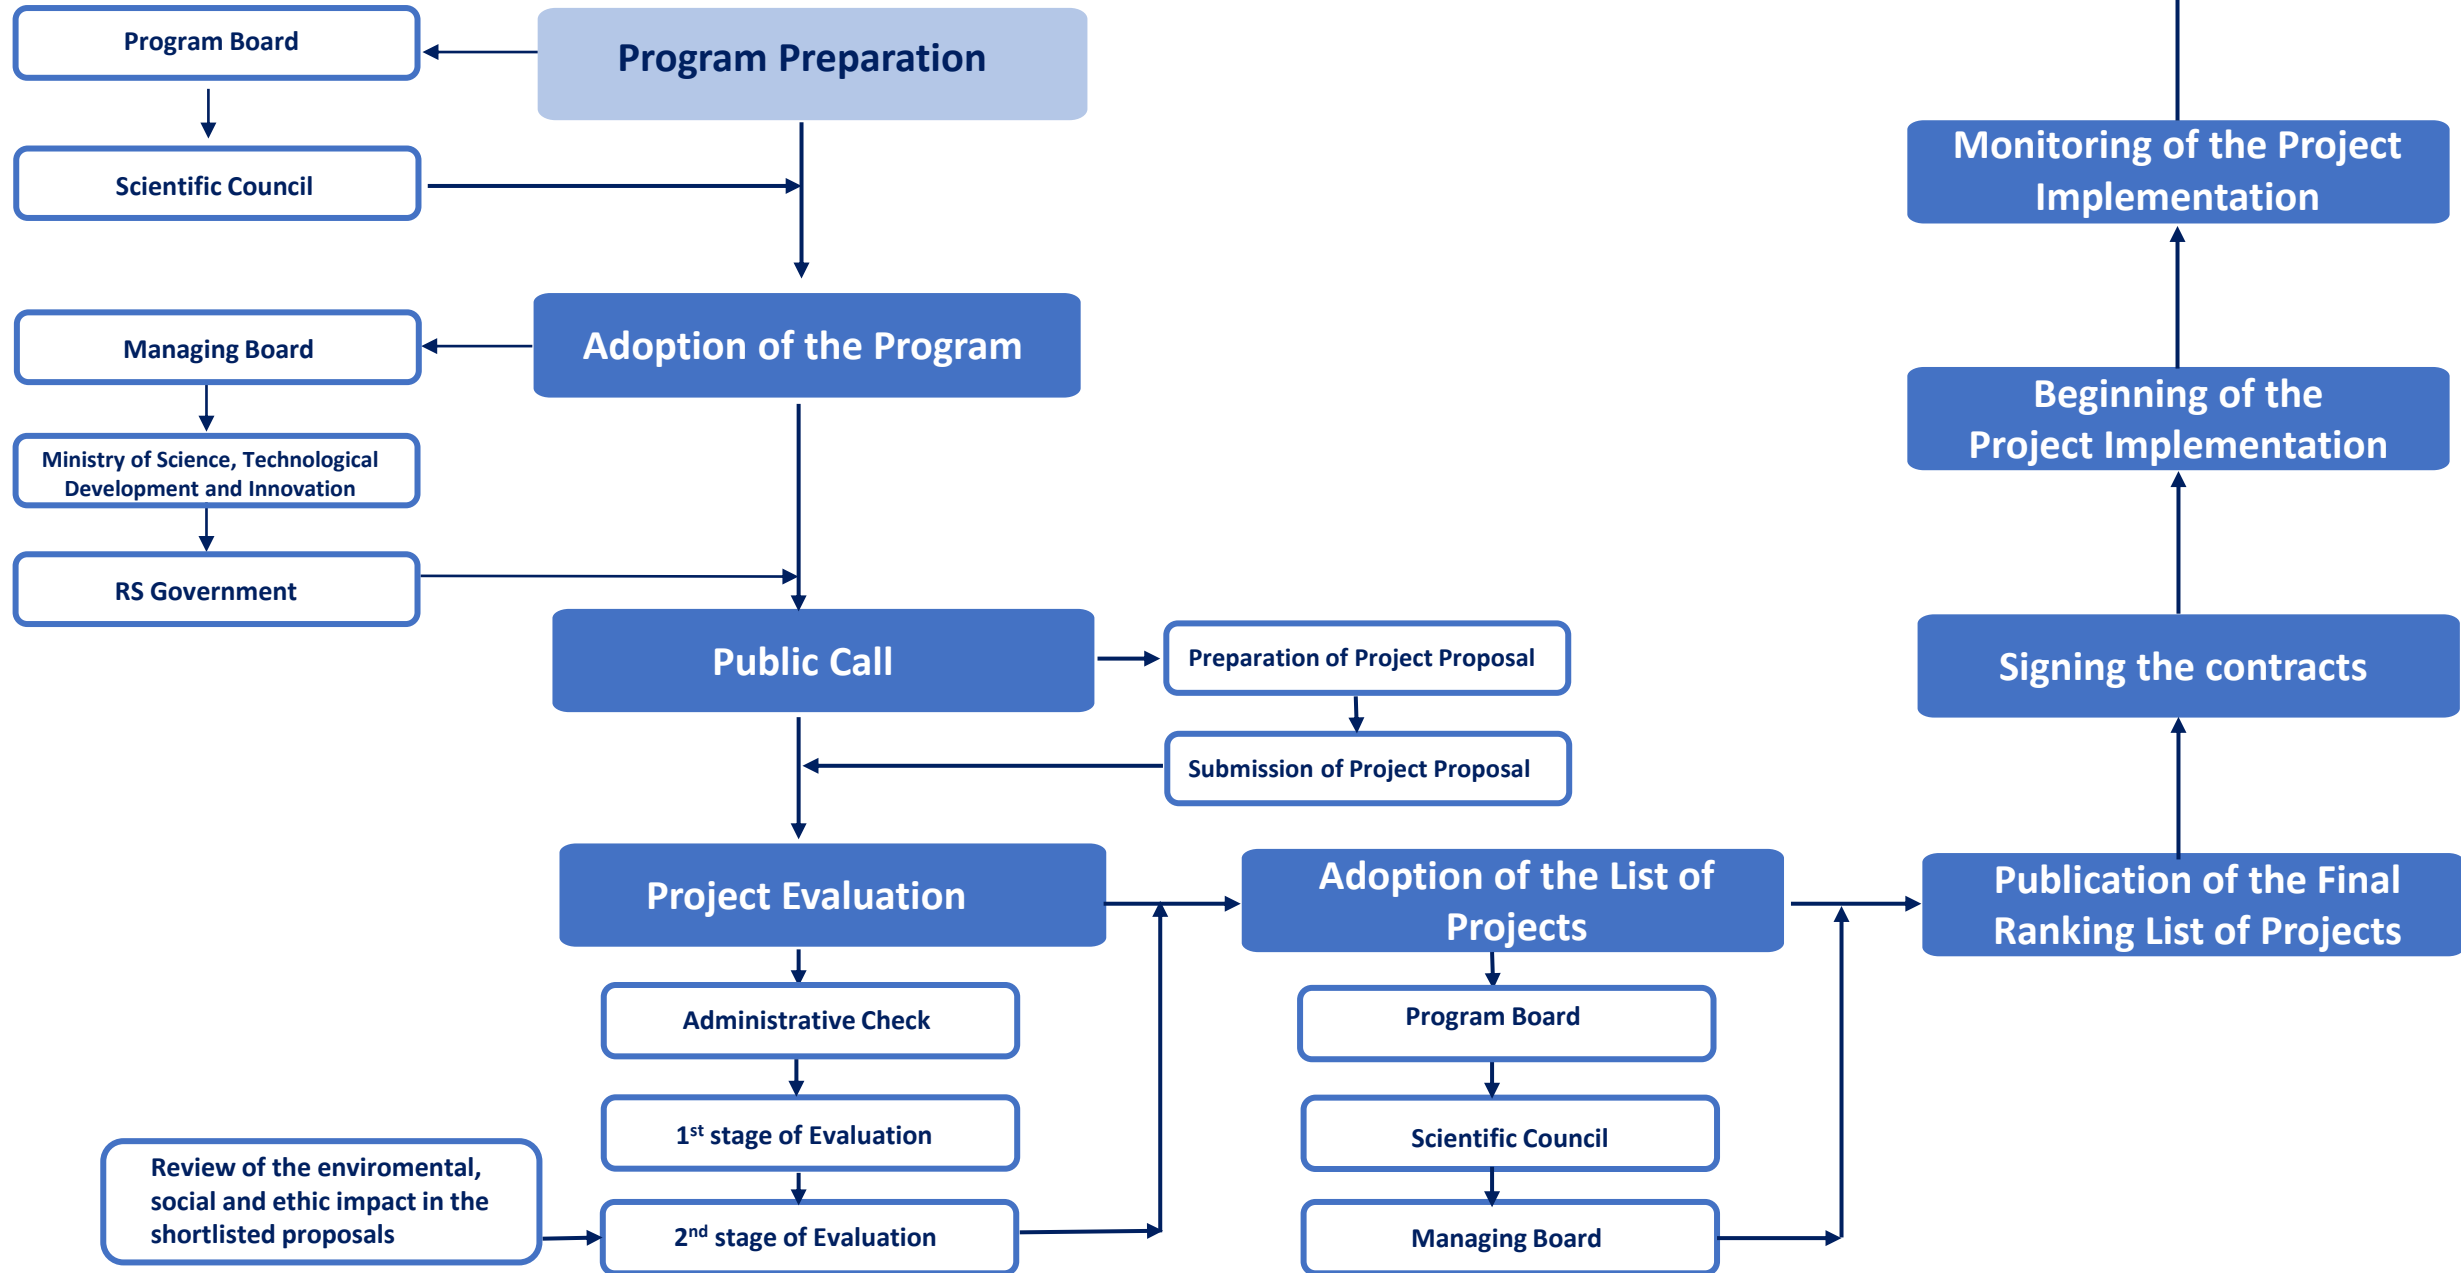 Program Board
Program Preparation
Scientific Council
Managing Board
Adoption of the Program
Ministry of Science, Technological
Development and Innovation
RS Government
Public Call
Preparation of Project Proposal
Submission of Project Proposal
Project Evaluation
Administrative Check
1st stage of Evaluation
Review of the enviromental,
social and ethic impact in the
shortlisted proposals
2nd stage of Evaluation
Adoption of the List of
Projects
Program Board
Scientific Council
Managing Board
Publication of the Final
Ranking List of Projects
Signing the contracts
Beginning of the
Project Implementation
Monitoring of the Project
Implementation